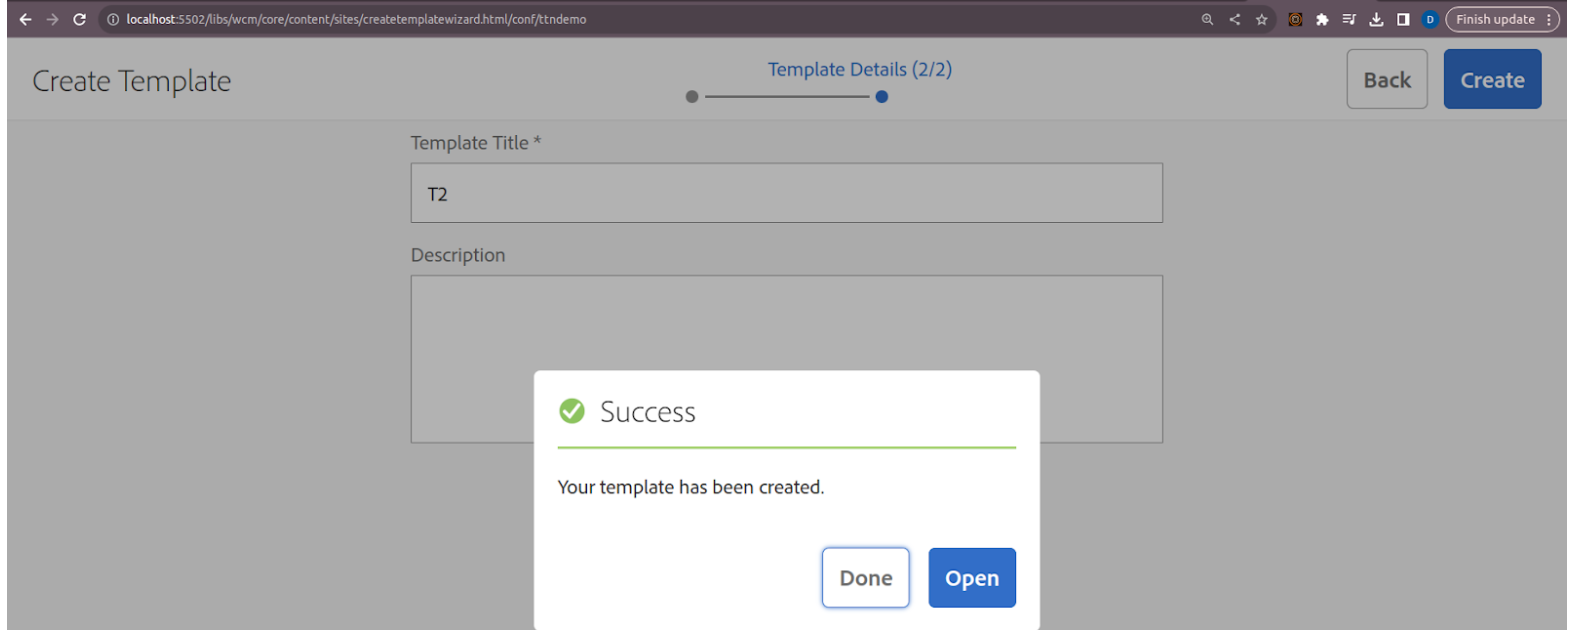 localhost:5502/libs/wcm/core/content/sites/createtemplatewizard.html/conf/ttndemo
D
Finish update
Create Template
Template Details (2/2)
Back
Create
Template Title *
T2
Description
Success
Your template has been created.
Done
Open